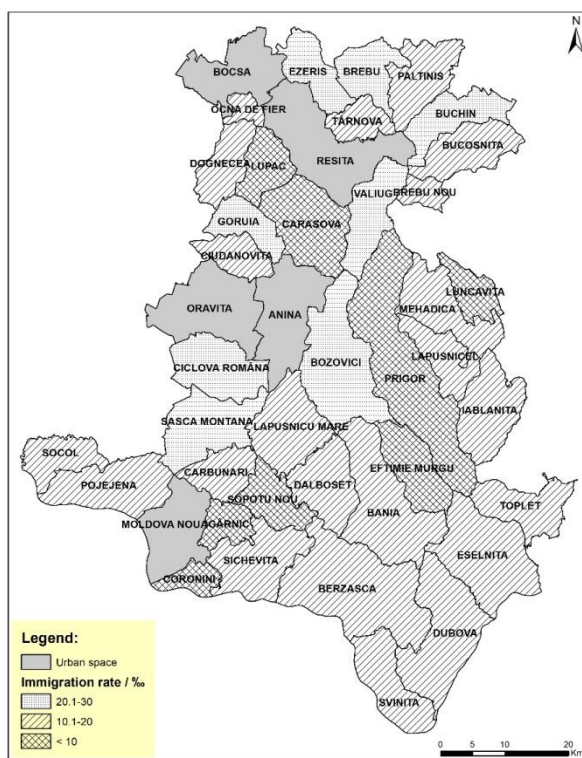 N
BOCSA
EZERIS
BREBU
PALTINIS
OCNA DE FIER
TARNOVA
BUCHIN
DOGNECEA
LUPAC
RESITA
BUCOSNITA
VALIUG
BREBU NOU
GORUIA
CARASOVA
CIUDANOVITA
LUNCAVITA
MEHADICA
ORAVITA
ANINA
LAPUSNICEL
BOZOVICI
CICLOVA ROMÂNA
PRIGOR
IABLANITA
SASCA MONTANA
LAPUSNICU MARE
SOCOL
CARBUNARI
EFTIMIE MURGU
POJEJENA
SOPOTU NOU
DALBOSET
TOPLET
BANIA
MOLDOVA NOUA
GÂRNIC
ESELNITA
SICHEVITA
CORONINI
BERZASCA
DUBOVA
SVINITA
Legend:
Urban space
Immigration rate / ‰
20.1-30
10.1-20
< 10
0 5 10 20
Km